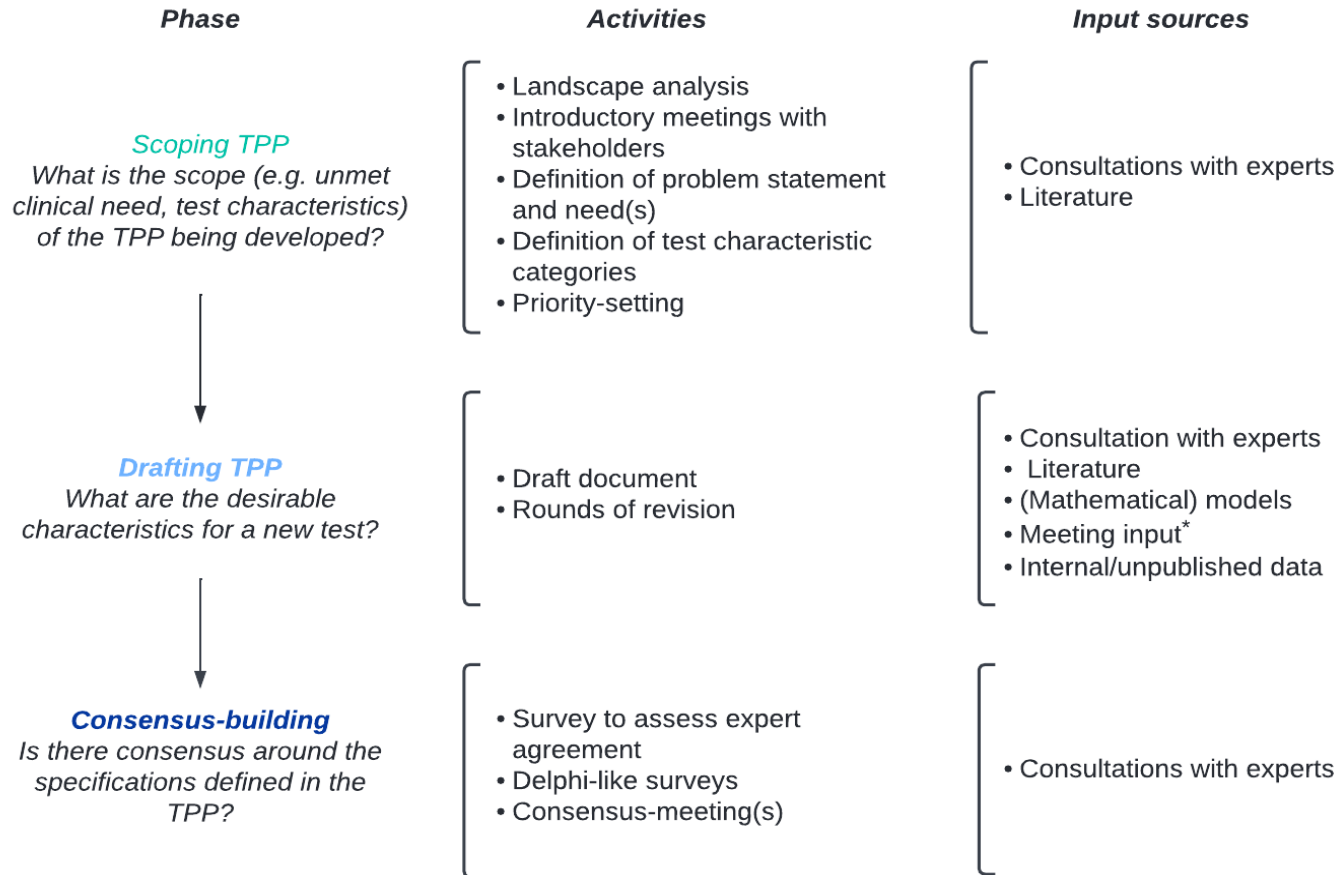 Phase
Activities
Input sources
Scoping TPP
What is the scope (e.g. unmet
clinical need, test characteristics)
of the TPP being developed?
• Landscape analysis
• Introductory meetings with
stakeholders
• Definition of problem statement
and need(s)
• Definition of test characteristic
categories
• Priority-setting
• Consultations with experts
• Literature
Drafting TPP
What are the desirable
characteristics for a new test?
• Draft document
• Rounds of revision
• Consultation with experts
• Literature
• (Mathematical) models
• Meeting input*
• Internal/unpublished data
Consensus-building
Is there consensus around the
specifications defined in the
TPP?
• Survey to assess expert
agreement
• Delphi-like surveys
• Consensus-meeting(s)
• Consultations with experts